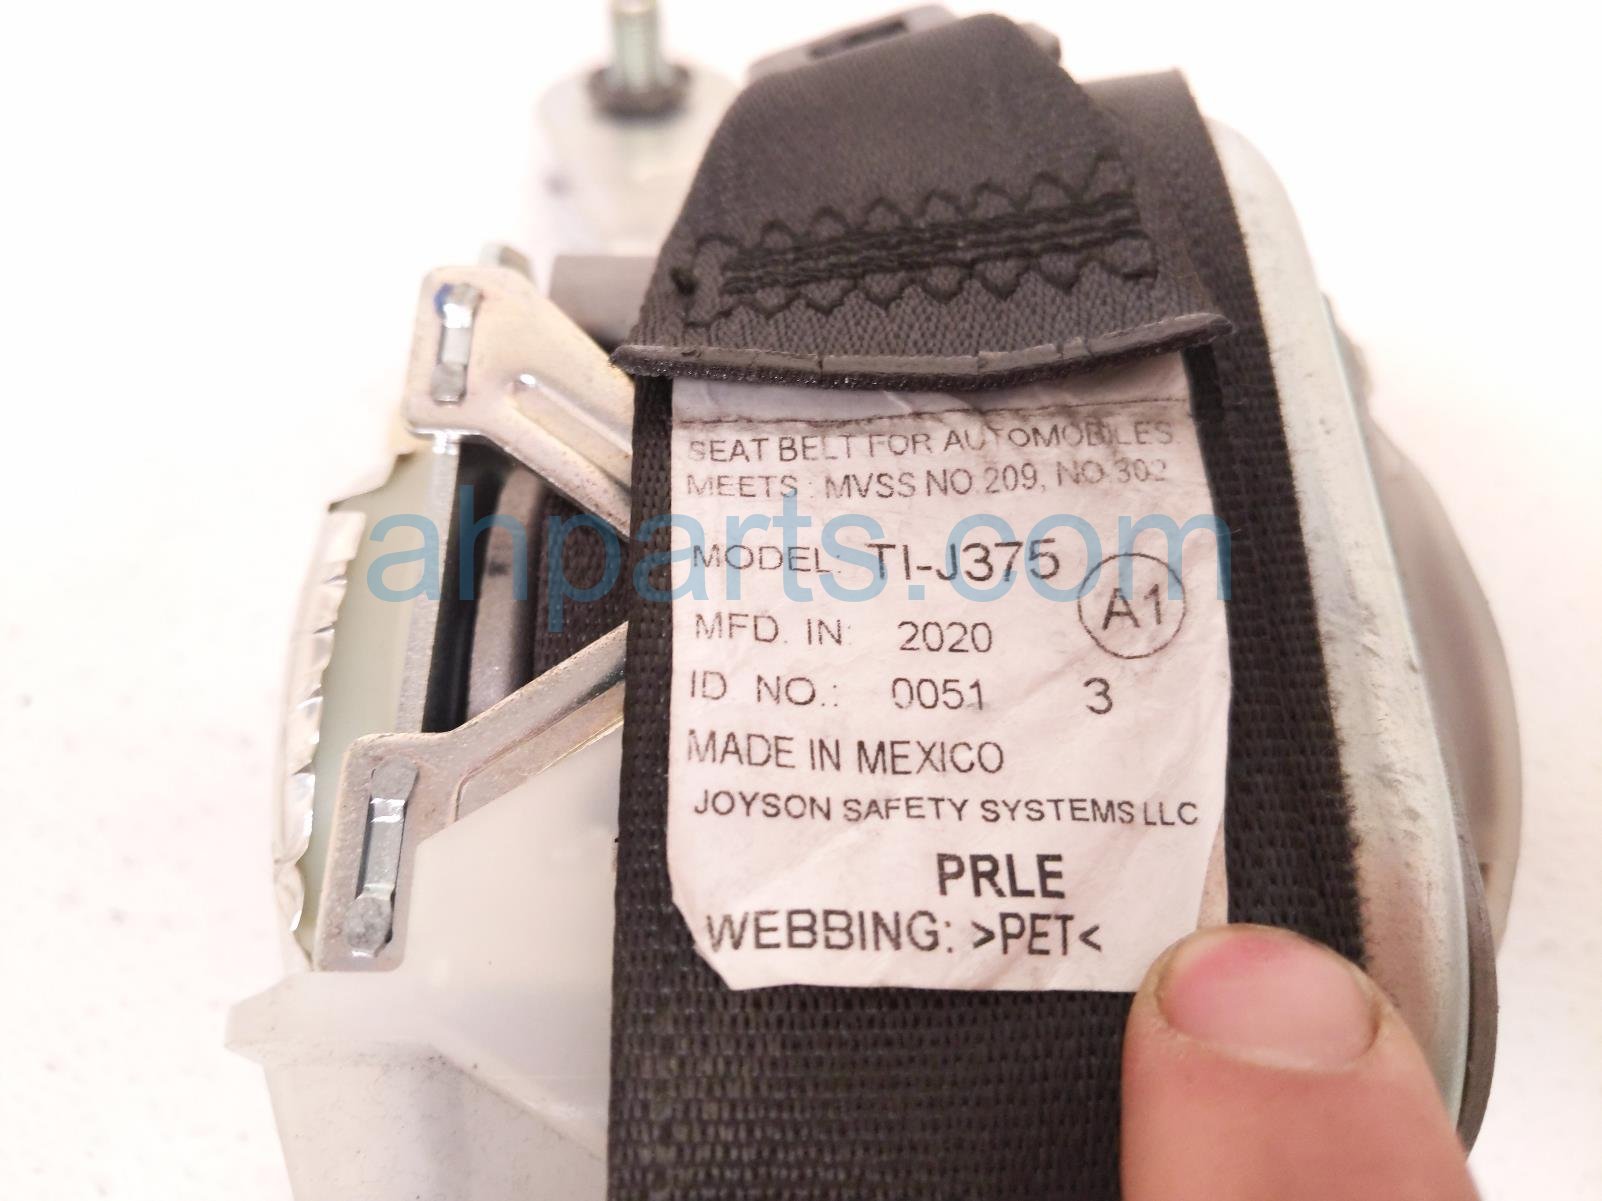 SEAT BELT FOR AUTOMOBILES
MEETS : MVSS NO.209, NO.302
MODEL: TI-J375
A1
MFD. IN: 2020
ID NO.: 0051 3
MADE IN MEXICO
JOYSON SAFETY SYSTEMS LLC
PRLE
WEBBING: >PET<
ahparts.com